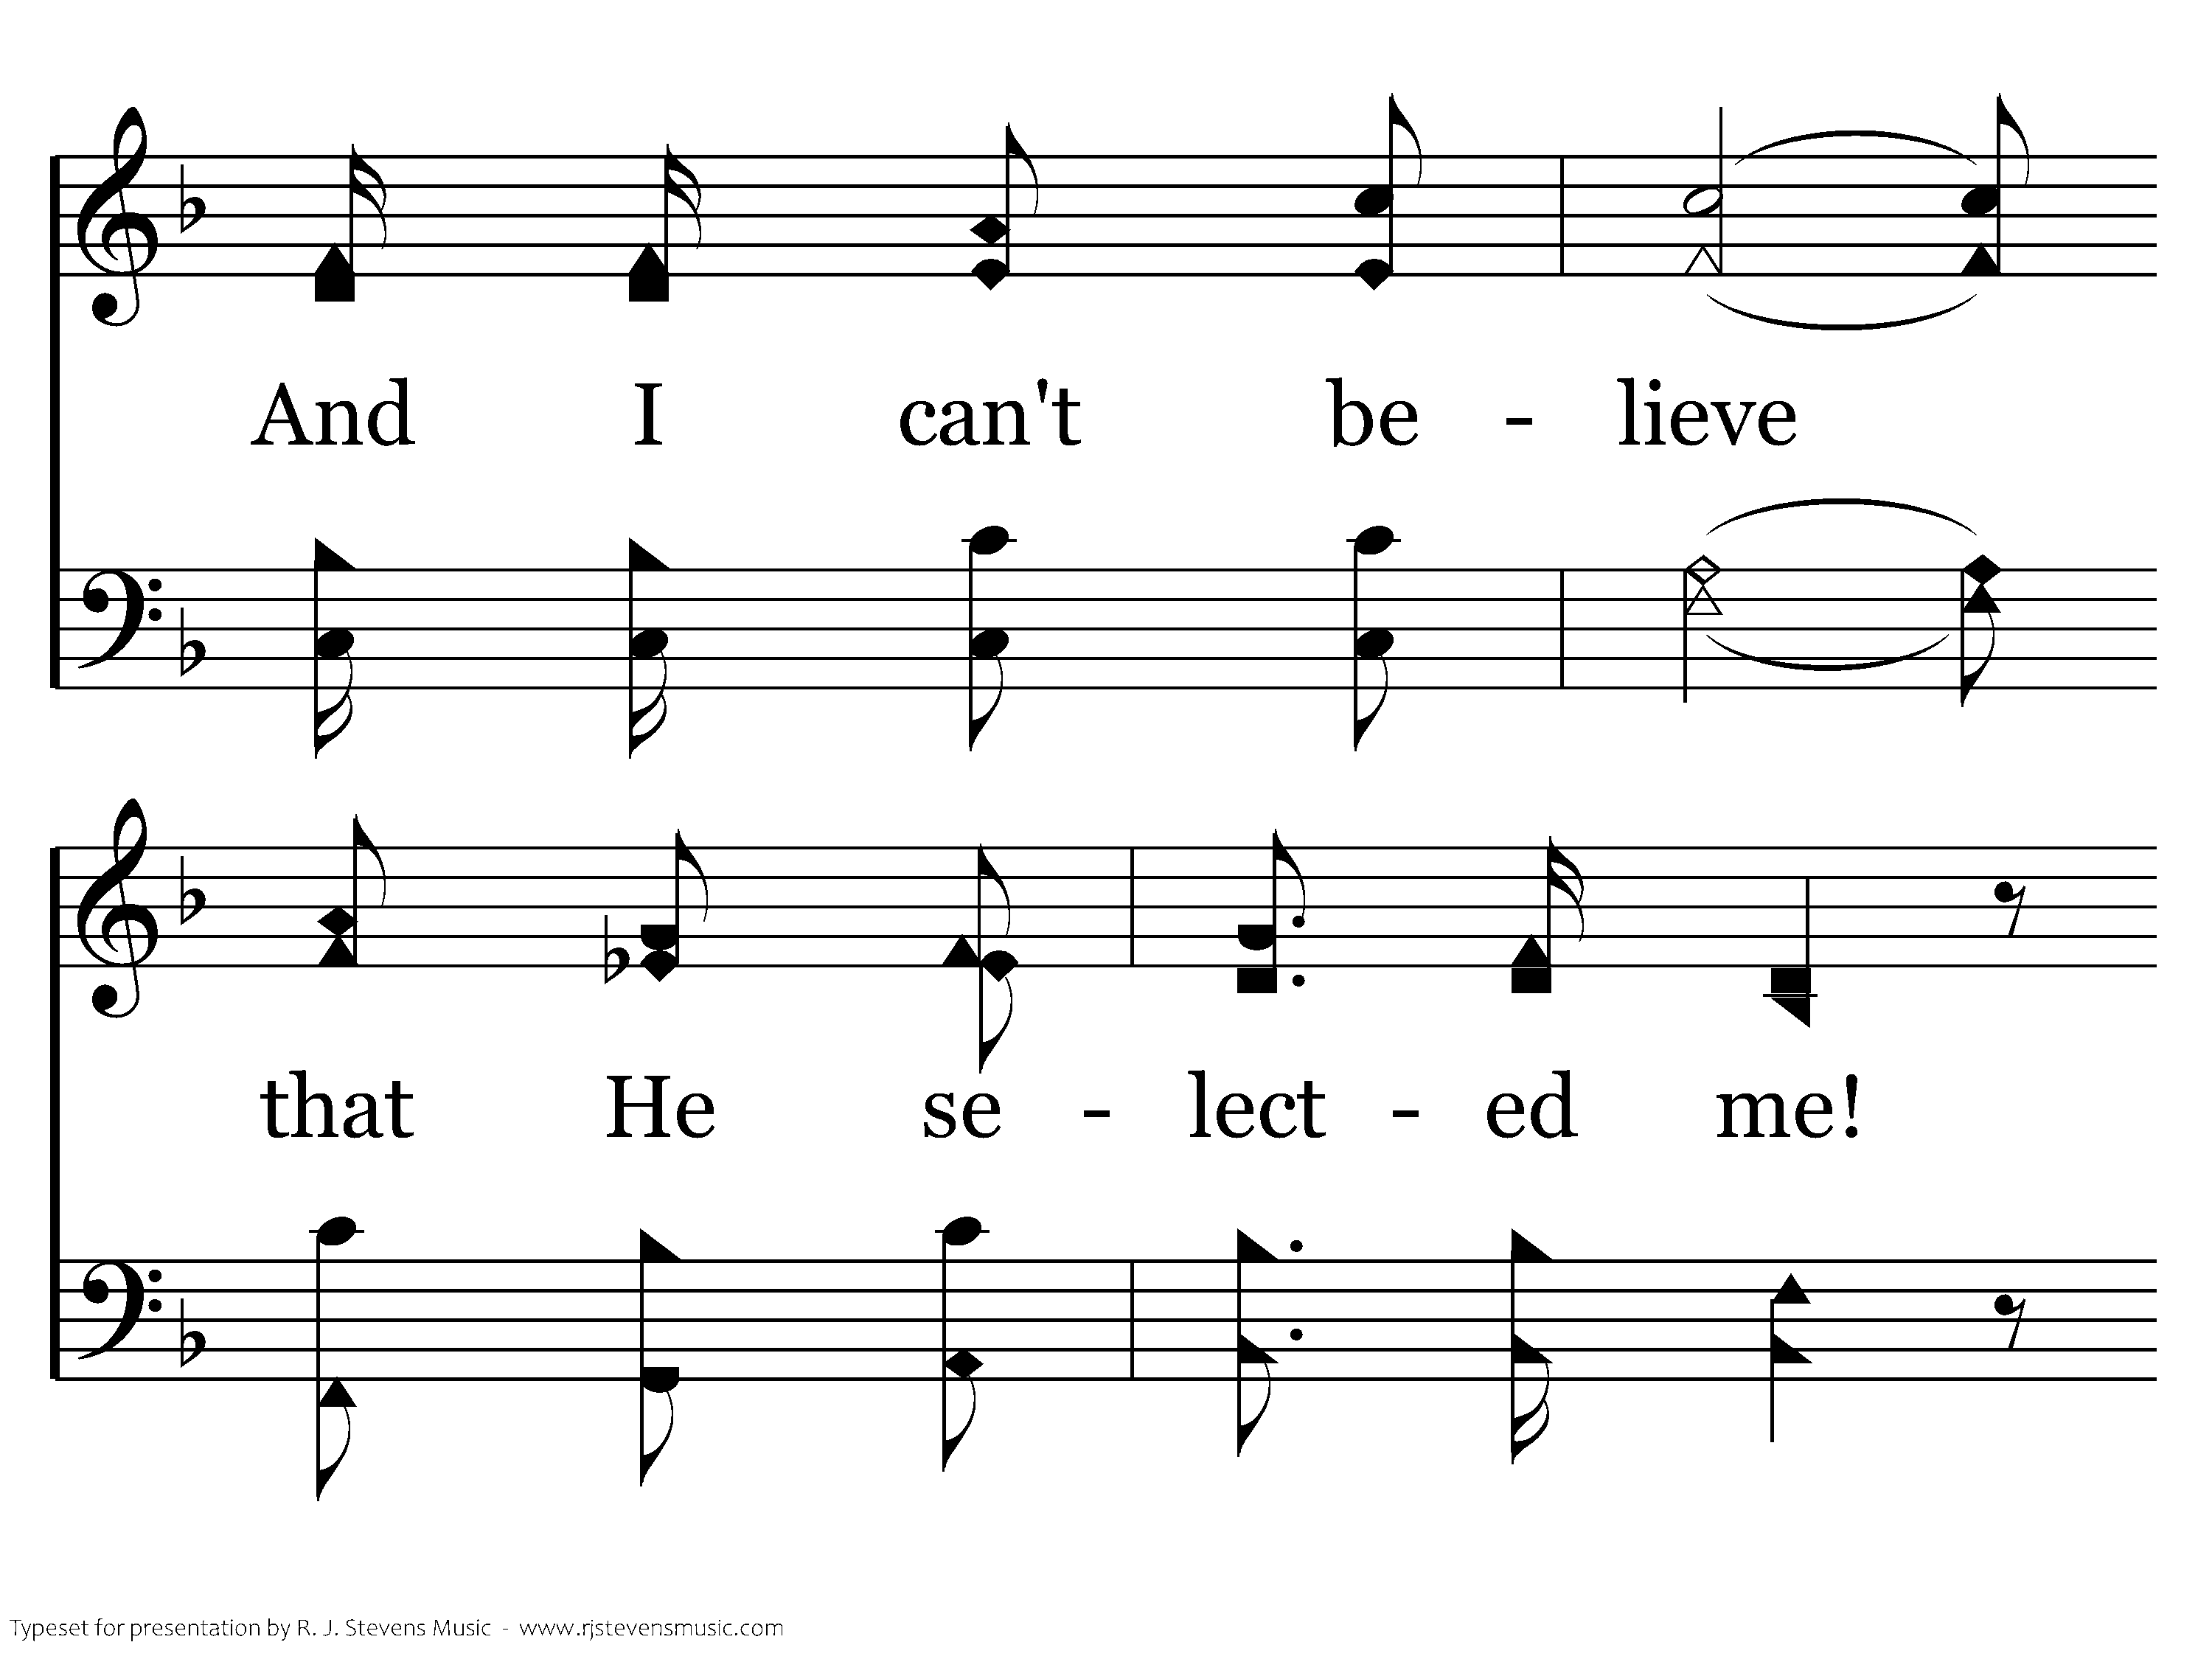 And I can't be - lieve
that He se - lect - ed me!
Typeset for presentation by R. J. Stevens Music - www.rjstevensmusic.com